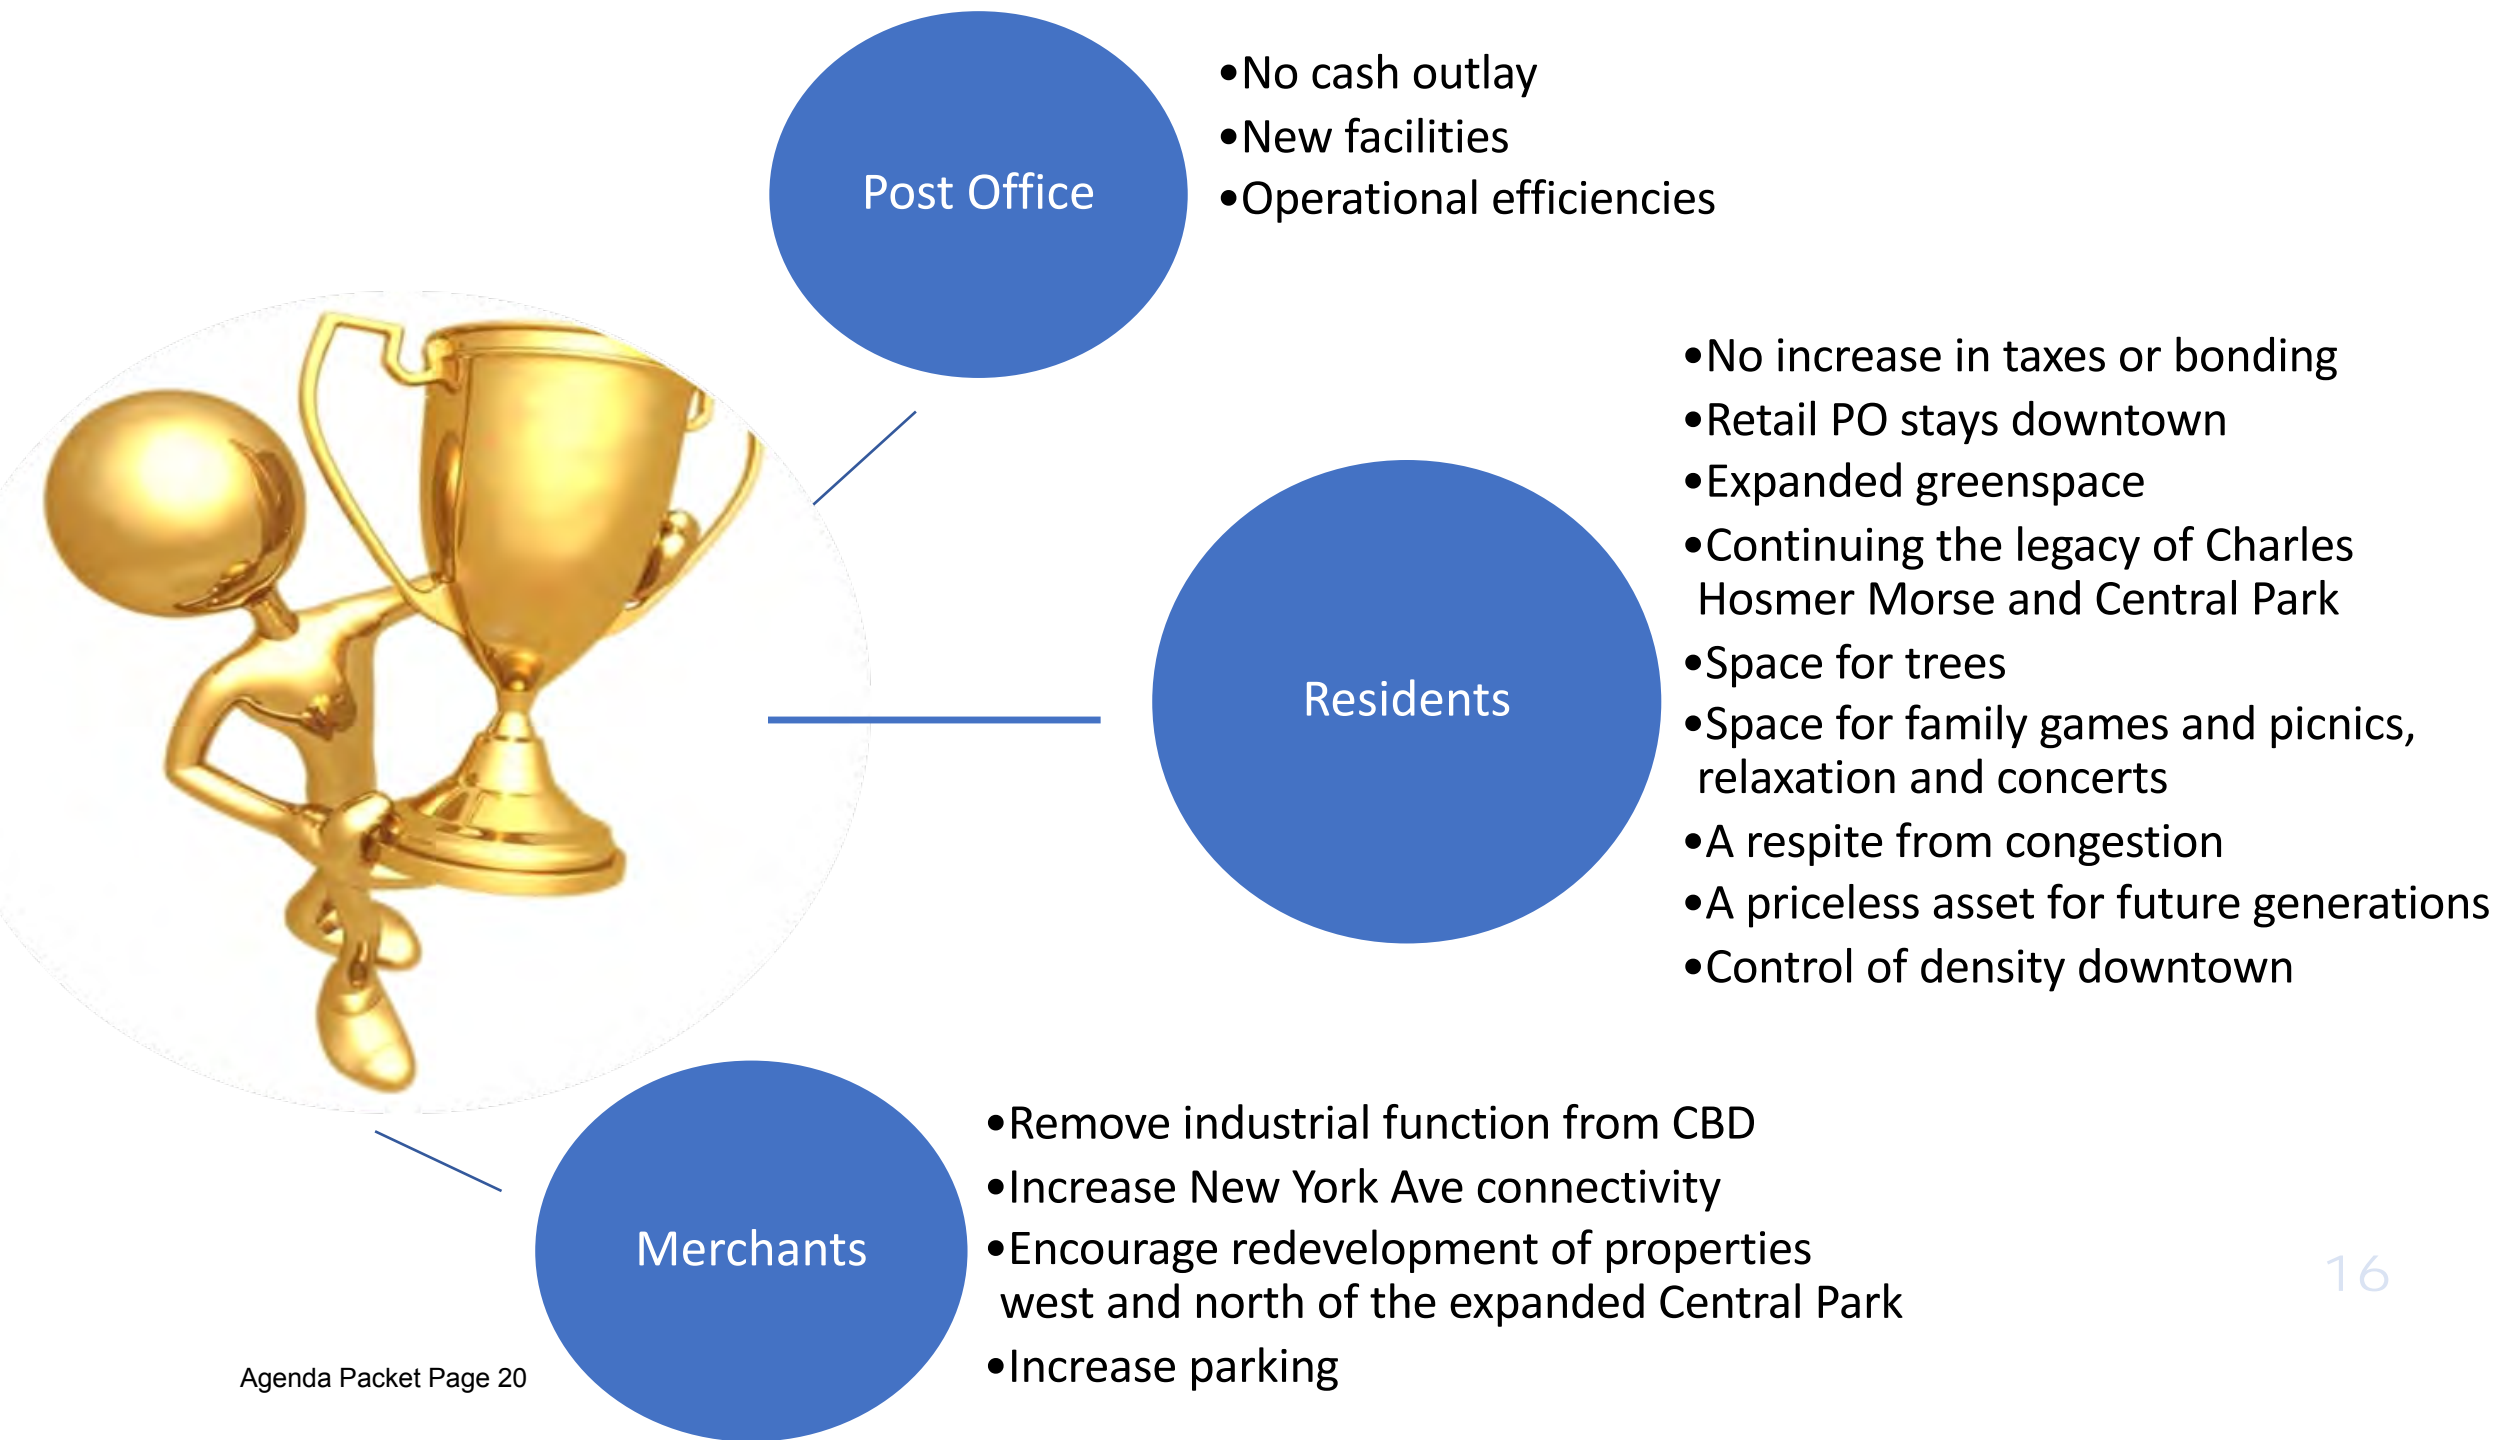 Post Office
•No cash outlay
•New facilities
•Operational efficiencies
Residents
•No increase in taxes or bonding
•Retail PO stays downtown
•Expanded greenspace
•Continuing the legacy of Charles
Hosmer Morse and Central Park
•Space for trees
•Space for family games and picnics,
relaxation and concerts
•A respite from congestion
•A priceless asset for future generations
•Control of density downtown
Merchants
•Remove industrial function from CBD
•Increase New York Ave connectivity
•Encourage redevelopment of properties
west and north of the expanded Central Park
•Increase parking
16
Agenda Packet Page 20